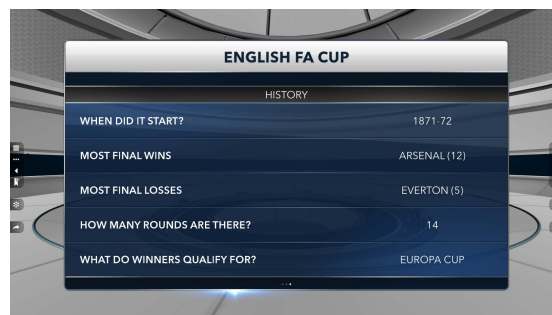 ENGLISH FA CUP
HISTORY
WHEN DID IT START? 1871-72
MOST FINAL WINS ARSENAL (12)
MOST FINAL LOSSES EVERTON (5)
HOW MANY ROUNDS ARE THERE? 14
WHAT DO WINNERS QUALIFY FOR? EUROPA CUP